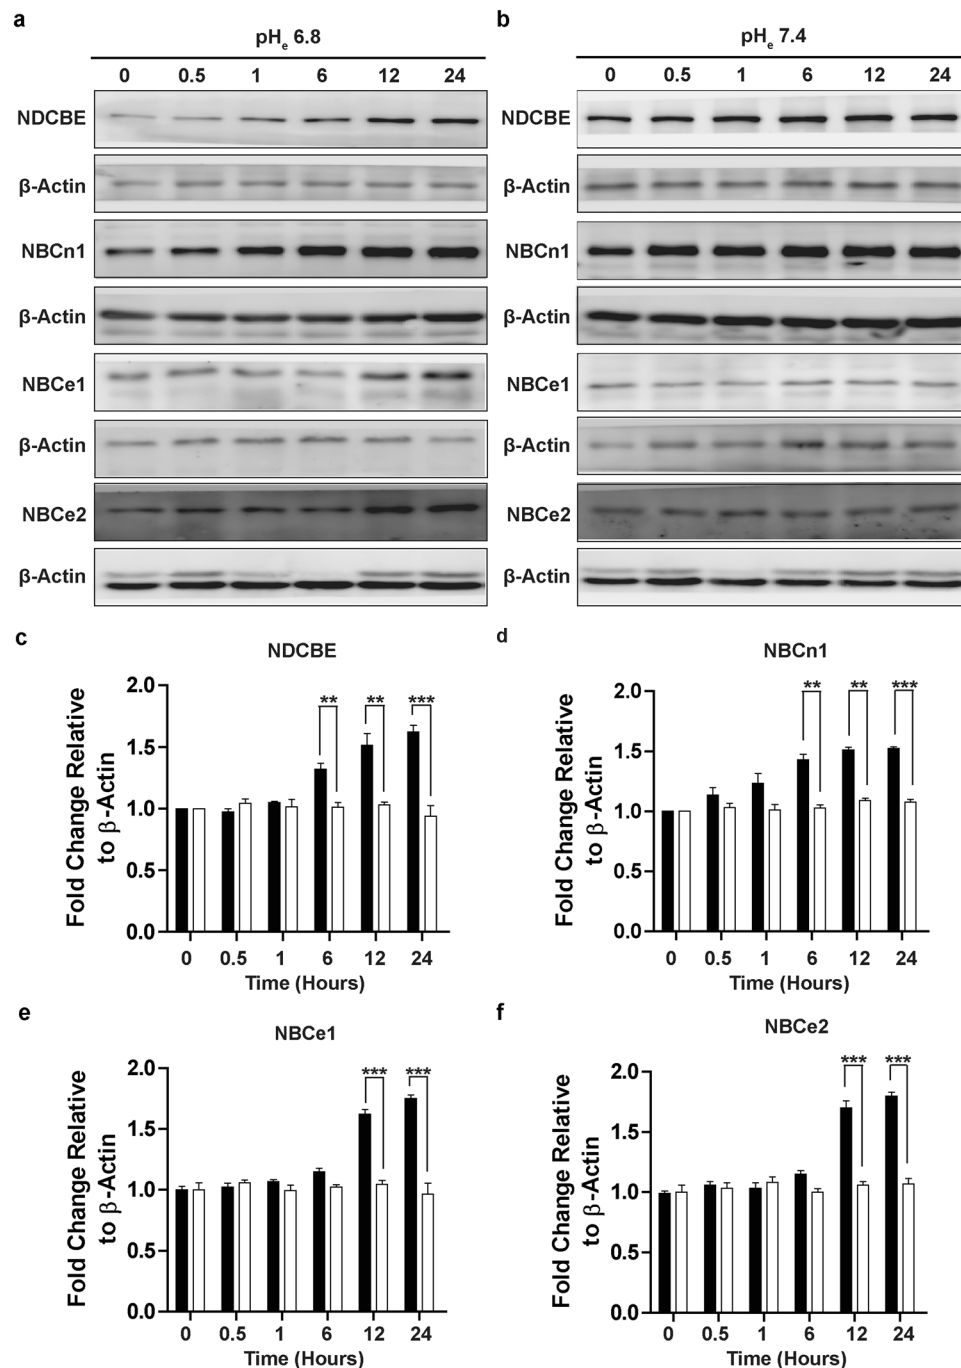 a
pHe 6.8
0 0.5 1 6 12 24
NDCBE
β-Actin
NBCn1
β-Actin
NBCe1
β-Actin
NBCe2
β-Actin
b
pHe 7.4
0 0.5 1 6 12 24
NDCBE
β-Actin
NBCn1
β-Actin
NBCe1
β-Actin
NBCe2
β-Actin
c
NDCBE
Fold Change Relative
to β-Actin
2.0
1.5
1.0
0.5
0.0
** ** ***
0 0.5 1 6 12 24
Time (Hours)
d
NBCn1
Fold Change Relative
to β-Actin
2.0
1.5
1.0
0.5
0.0
** ** ***
0 0.5 1 6 12 24
Time (Hours)
e
NBCe1
Fold Change Relative
to β-Actin
2.0
1.5
1.0
0.5
0.0
*** ***
0 0.5 1 6 12 24
Time (Hours)
f
NBCe2
Fold Change Relative
to β-Actin
2.0
1.5
1.0
0.5
0.0
*** ***
0 0.5 1 6 12 24
Time (Hours)